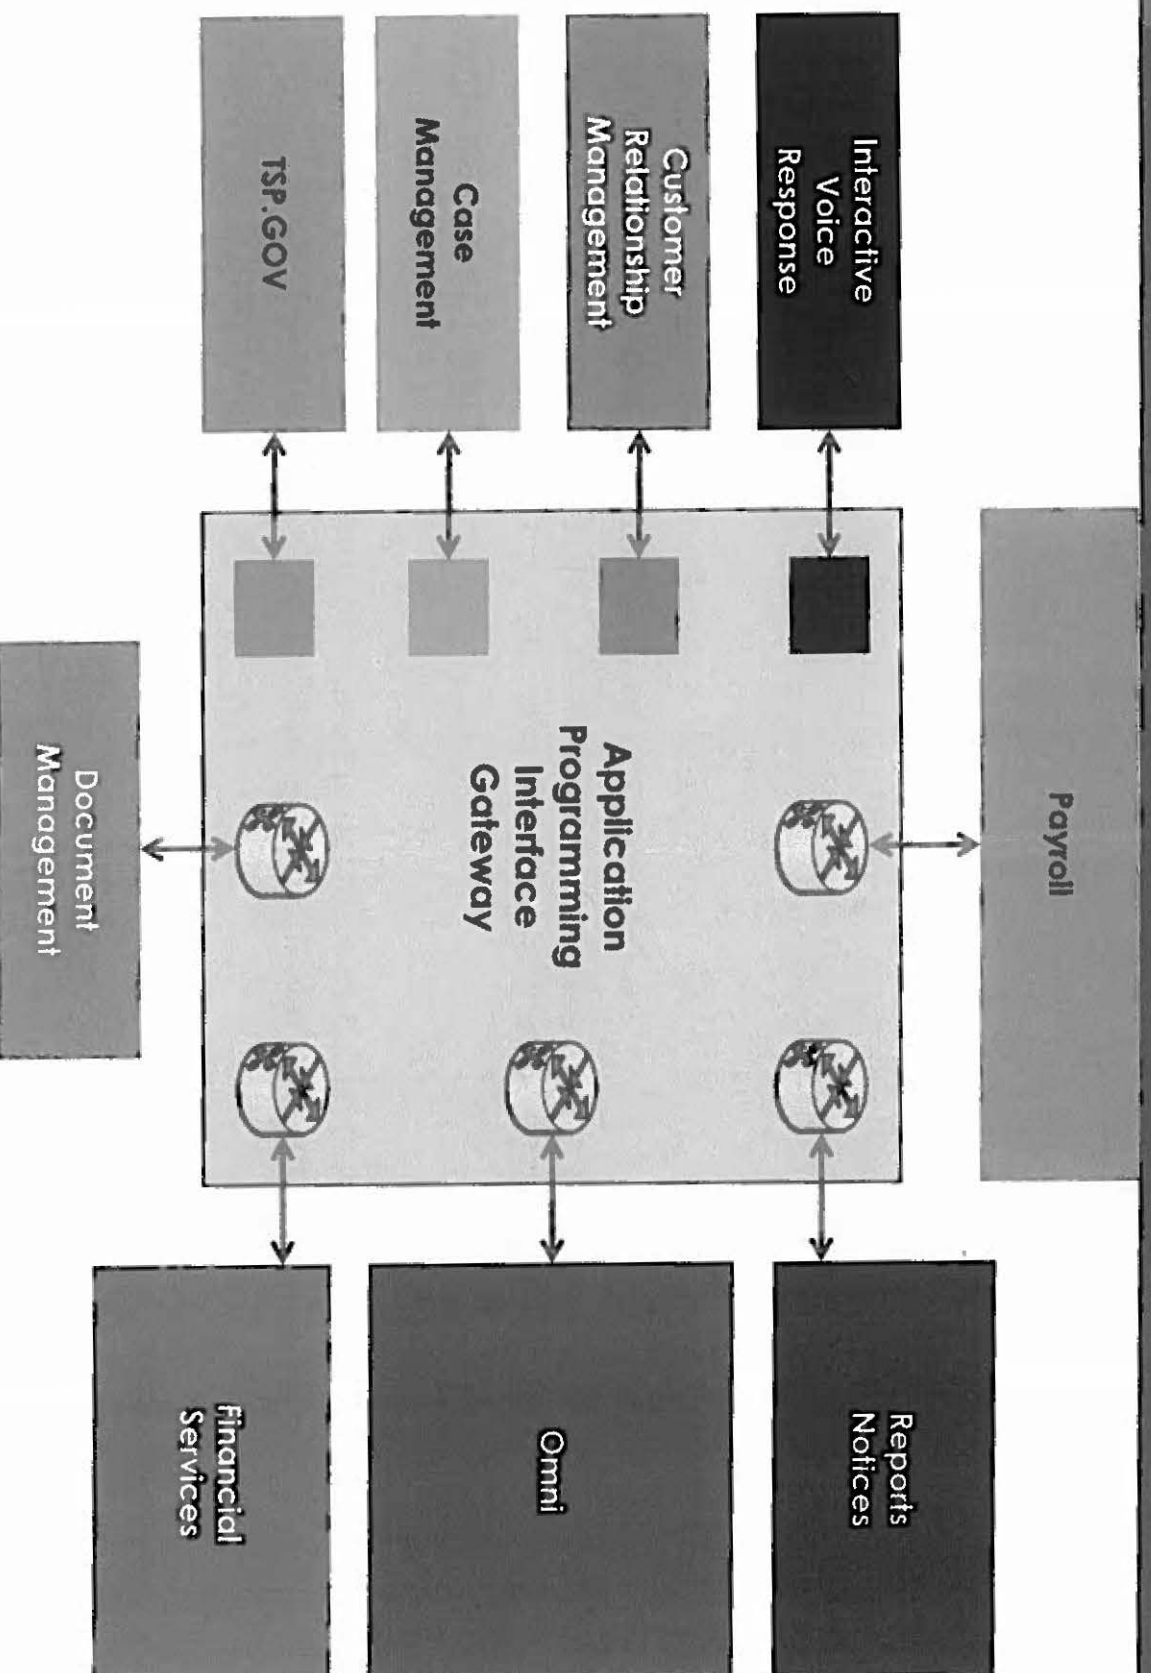 Payroll
Interactive
Voice
Response
Customer
Relationship
Management
Case
Management
TSP.GOV
Application
Programming
Interface
Gateway
Reports
Notices
Omni
Financial
Services
Document
Management